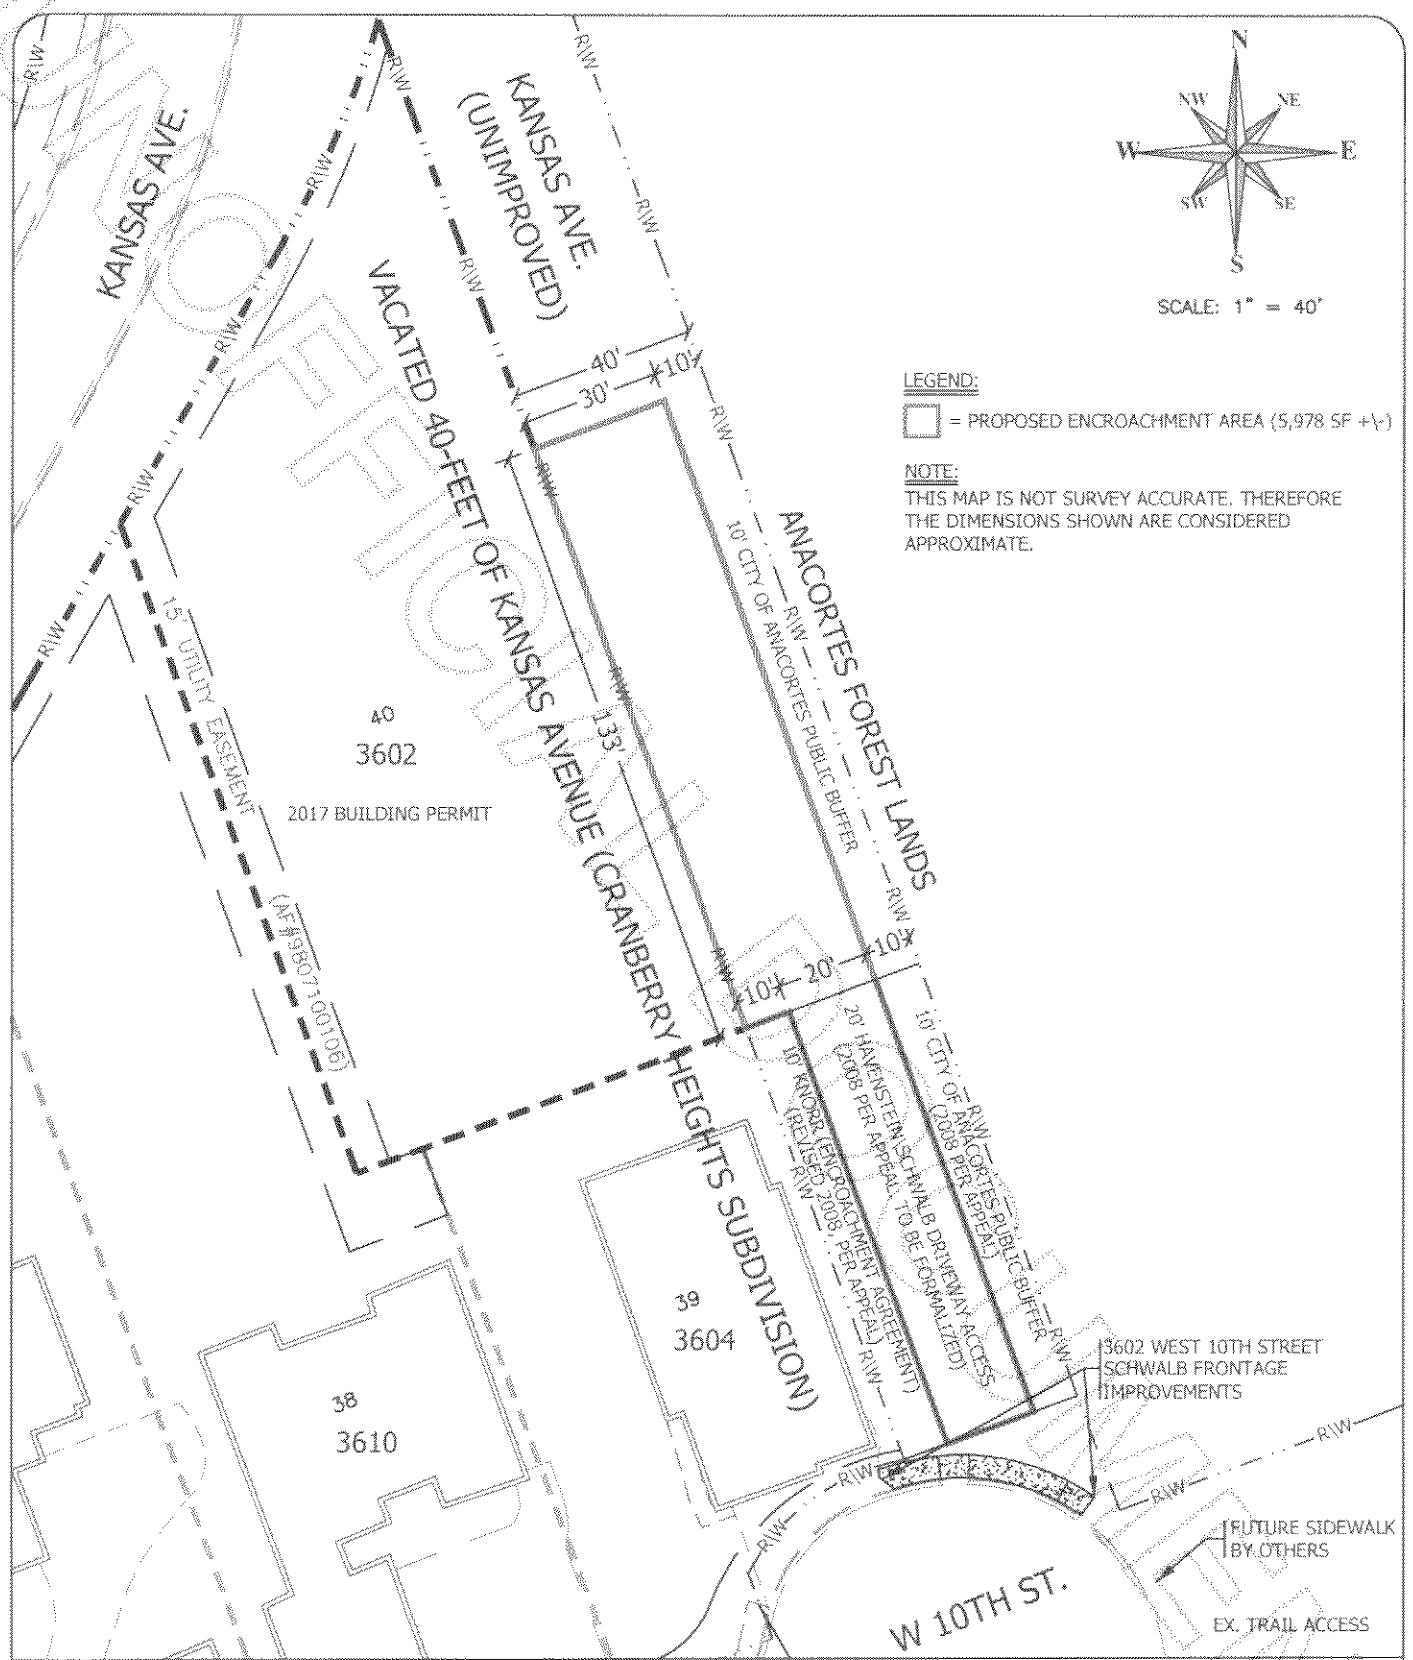 R\W
KANSAS AVE.
R\W
R\W
R\W
R\W
R\W
R\W
KANSAS AVE.
(UNIMPROVED)
R\W
R\W
N
NW
NE
W
E
SW
SE
S
SCALE: 1" = 40'
LEGEND:
= PROPOSED ENCROACHMENT AREA (5,978 SF +\-)
NOTE:
THIS MAP IS NOT SURVEY ACCURATE. THEREFORE
THE DIMENSIONS SHOWN ARE CONSIDERED
APPROXIMATE.
VACATED 40-FEET OF KANSAS AVENUE (CRANBERRY HEIGHTS SUBDIVISION)
40'
30'
10'
R\W
R\W
133'
R\W
R\W
10' CITY OF ANACORTES PUBLIC BUFFER
R\W
R\W
ANACORTES FOREST LANDS
15' UTILITY EASEMENT
(AF#9807100106)
40
3602
2017 BUILDING PERMIT
10'
20'
10'
10' KNORR (ENCROACHMENT AGREEMENT)
(REVISED 2008, PER APPEAL)
20' HAVENSTEIN\SCHWALB DRIVEWAY ACCESS
(2008 PER APPEAL, TO BE FORMALIZED)
10' CITY OF ANACORTES PUBLIC BUFFER
(2008 PER APPEAL)
R\W
R\W
R\W
R\W
39
3604
38
3610
3602 WEST 10TH STREET
SCHWALB FRONTAGE
IMPROVEMENTS
R\W
R\W
R\W
R\W
FUTURE SIDEWALK
BY OTHERS
W 10TH ST.
EX. TRAIL ACCESS
UNOFFICIAL DOCUMENT